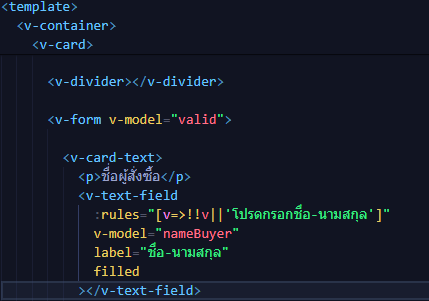 <template>
<v-container>
<v-card>
<v-divider></v-divider>
<v-form v-model="valid">
<v-card-text>
<p>ชื่อผู้สั่งซื้อ</p>
<v-text-field
:rules="[v=>!!v||'โปรดกรอกชื่อ-นามสกุล']"
v-model="nameBuyer"
label="ชื่อ-นามสกุล"
filled
></v-text-field>